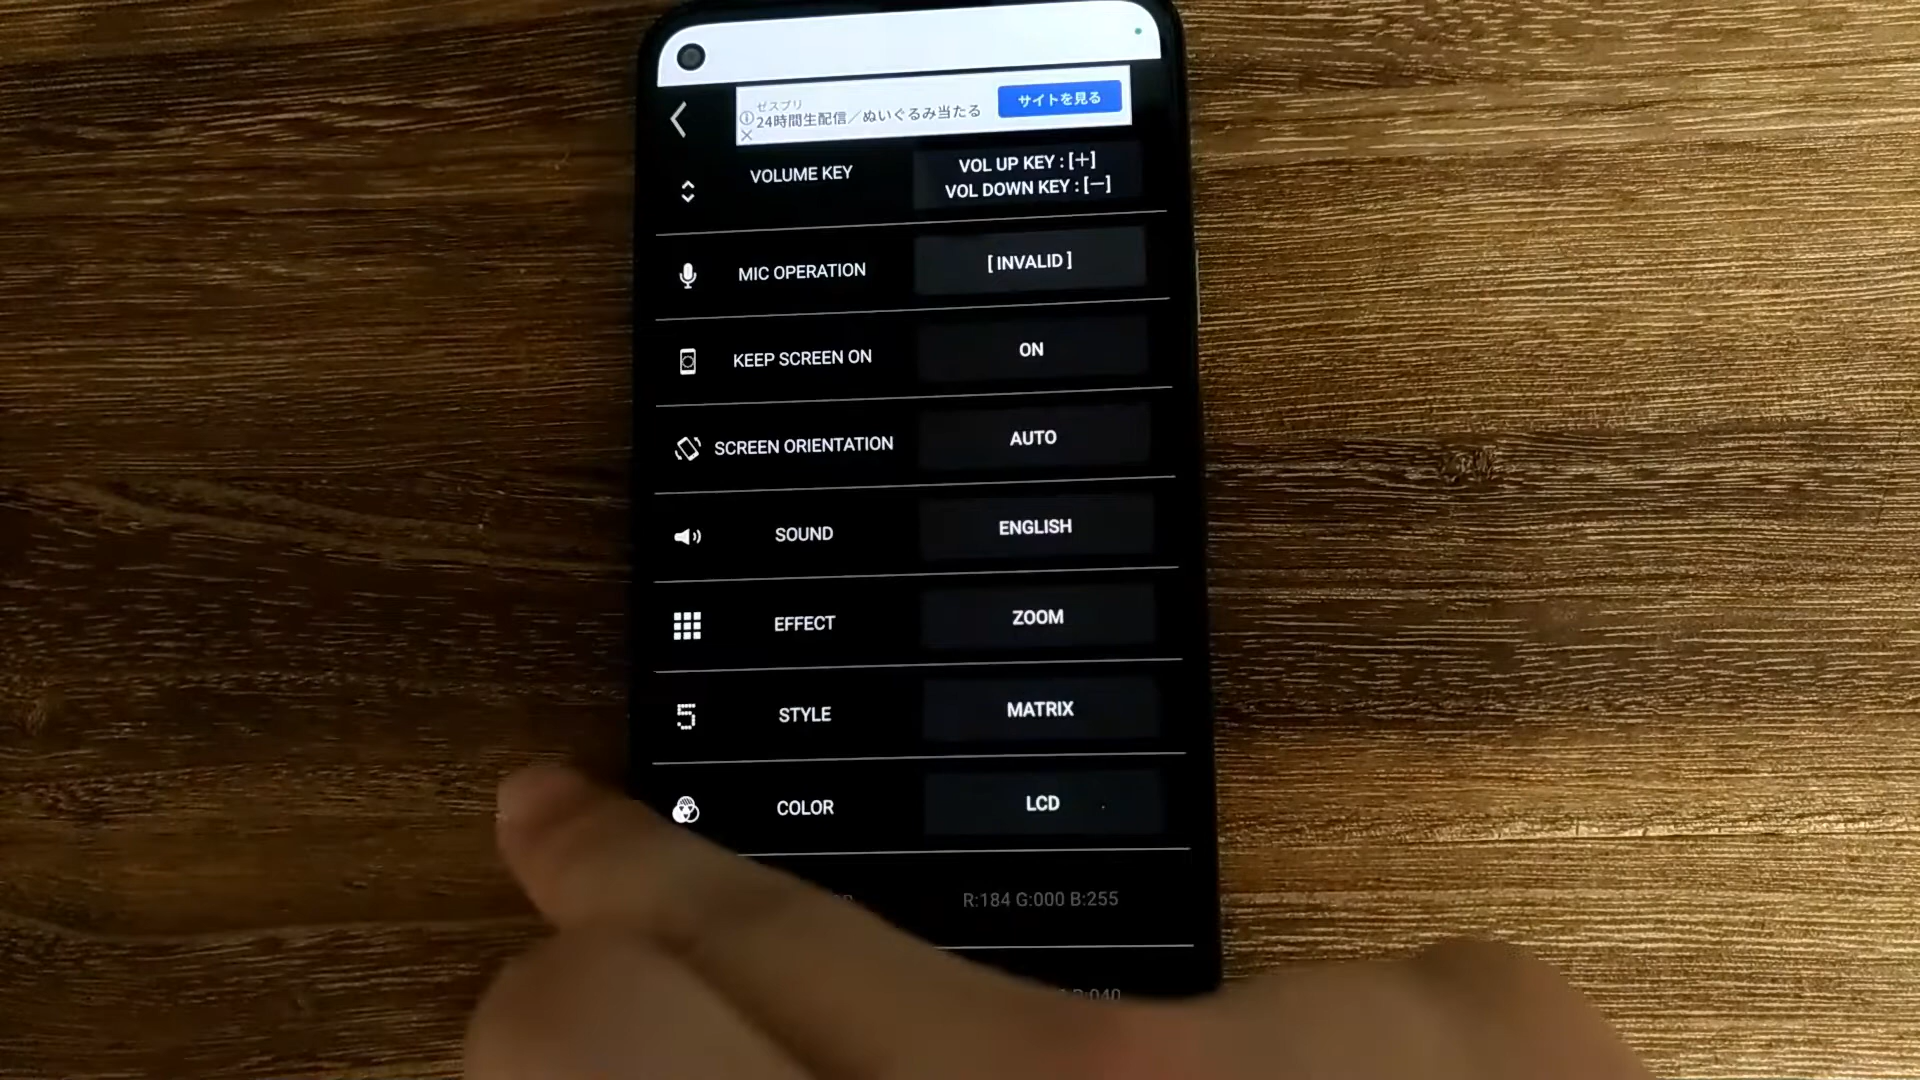 ゼスプリ
24時間生配信／ぬいぐるみ当たる
サイトを見る
VOLUME KEY
VOL UP KEY : [+]
VOL DOWN KEY : [−]
MIC OPERATION
[ INVALID ]
KEEP SCREEN ON
ON
SCREEN ORIENTATION
AUTO
SOUND
ENGLISH
EFFECT
ZOOM
5
STYLE
MATRIX
COLOR
LCD
R:184 G:000 B:255
B:040